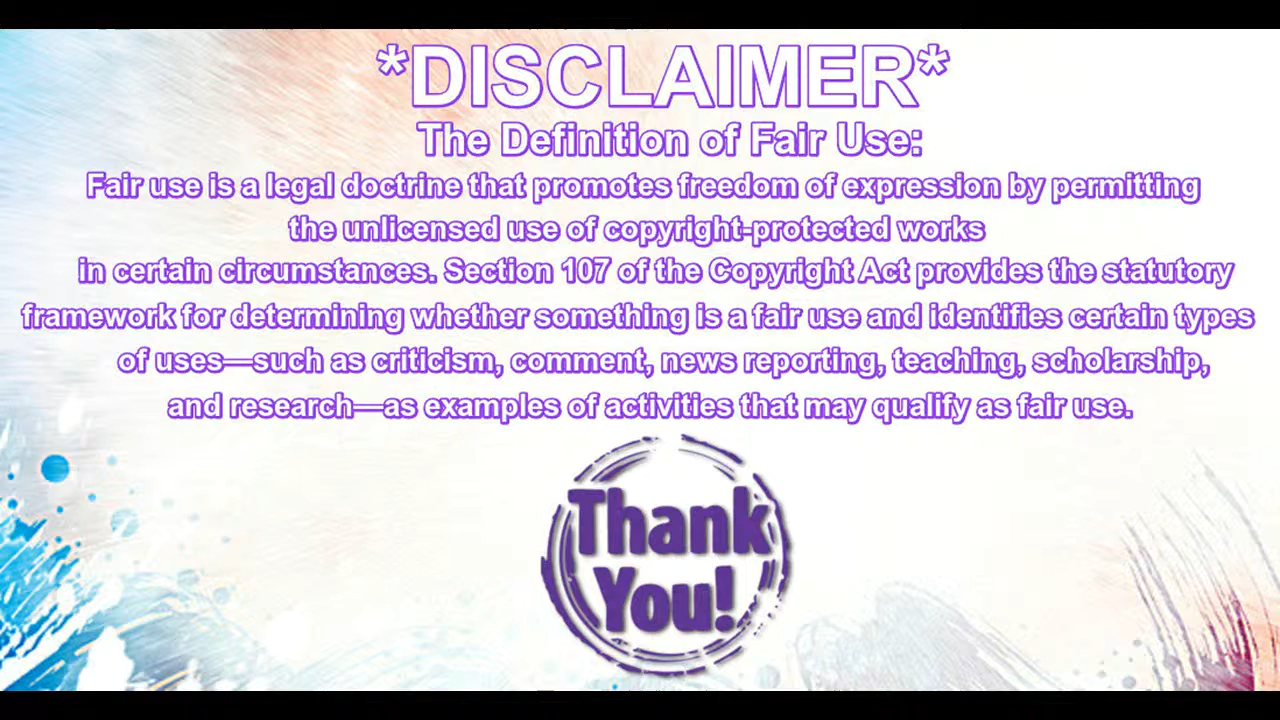 *DISCLAIMER*
The Definition of Fair Use:
Fair use is a legal doctrine that promotes freedom of expression by permitting
the unlicensed use of copyright-protected works
in certain circumstances. Section 107 of the Copyright Act provides the statutory
framework for determining whether something is a fair use and identifies certain types
of uses—such as criticism, comment, news reporting, teaching, scholarship,
and research—as examples of activities that may qualify as fair use.
Thank
You!